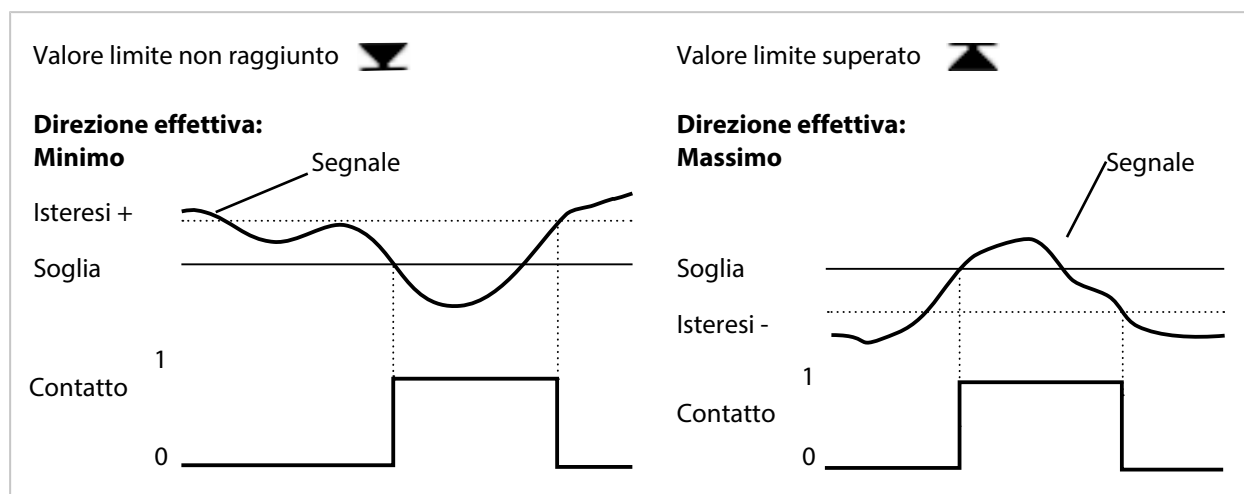 Valore limite non raggiunto
Direzione effettiva:
Minimo
Segnale
Isteresi +
Soglia
1
Contatto
0
Valore limite superato
Direzione effettiva:
Massimo
Segnale
Soglia
Isteresi -
1
Contatto
0